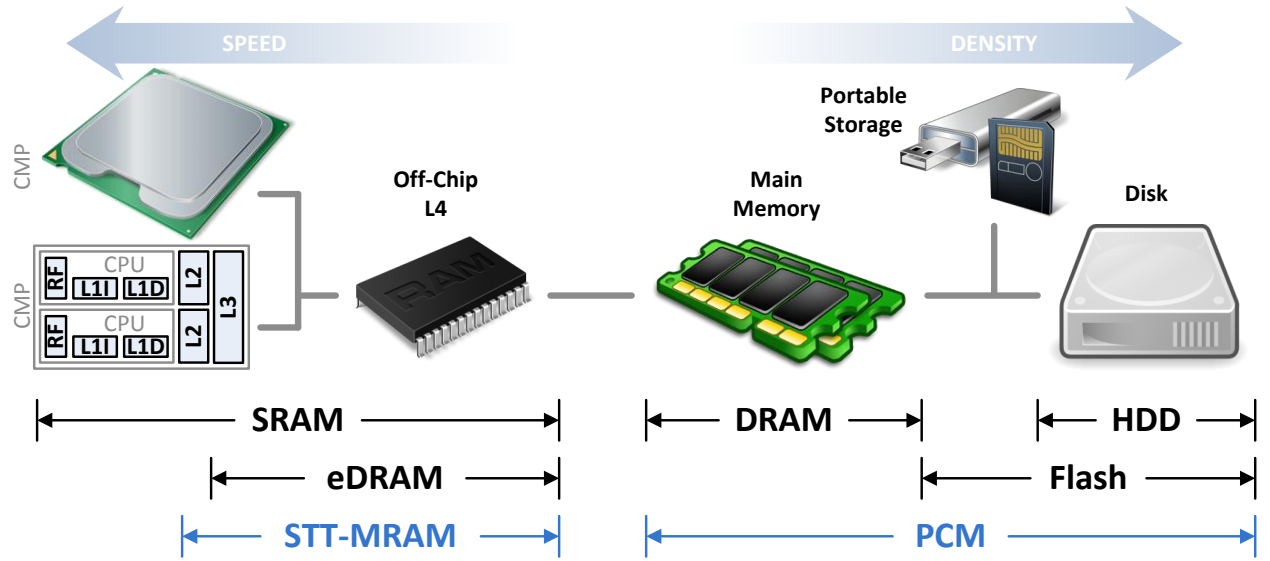 SPEED
DENSITY
CMP
Off-Chip
L4
RAM
Main
Memory
Portable
Storage
Disk
CMP
CPU
RF
L1I
L1D
L2
L3
CPU
RF
L1I
L1D
L2
SRAM
DRAM
HDD
eDRAM
Flash
STT-MRAM
PCM